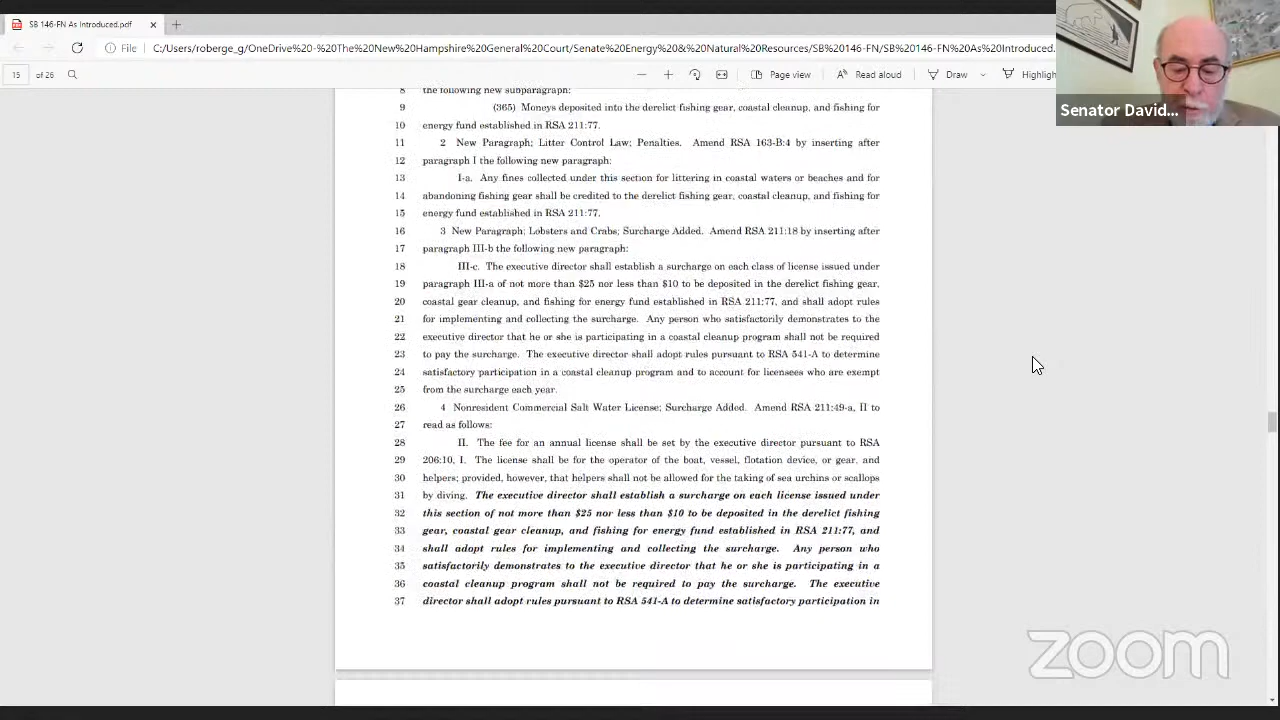 SB 146-FN As Introduced.pdf
File C:/Users/roberge_g/OneDrive%20-%20The%20New%20Hampshire%20General%20Court/Senate%20Energy%20&%20Natural%20Resources/SB%20146-FN/SB%20146-FN%20As%20Introduced.
15 of 26 Page view Read aloud Draw Highligh
Senator David...
8 the following new subparagraph:
9 (365) Moneys deposited into the derelict fishing gear, coastal cleanup, and fishing for
10 energy fund established in RSA 211:77.
11 2 New Paragraph; Litter Control Law; Penalties. Amend RSA 163-B:4 by inserting after
12 paragraph I the following new paragraph:
13 I-a. Any fines collected under this section for littering in coastal waters or beaches and for
14 abandoning fishing gear shall be credited to the derelict fishing gear, coastal cleanup, and fishing for
15 energy fund established in RSA 211:77.
16 3 New Paragraph; Lobsters and Crabs; Surcharge Added. Amend RSA 211:18 by inserting after
17 paragraph III-b the following new paragraph:
18 III-c. The executive director shall establish a surcharge on each class of license issued under
19 paragraph III-a of not more than $25 nor less than $10 to be deposited in the derelict fishing gear,
20 coastal gear cleanup, and fishing for energy fund established in RSA 211:77, and shall adopt rules
21 for implementing and collecting the surcharge. Any person who satisfactorily demonstrates to the
22 executive director that he or she is participating in a coastal cleanup program shall not be required
23 to pay the surcharge. The executive director shall adopt rules pursuant to RSA 541-A to determine
24 satisfactory participation in a coastal cleanup program and to account for licensees who are exempt
25 from the surcharge each year.
26 4 Nonresident Commercial Salt Water License; Surcharge Added. Amend RSA 211:49-a, II to
27 read as follows:
28 II. The fee for an annual license shall be set by the executive director pursuant to RSA
29 206:10, I. The license shall be for the operator of the boat, vessel, flotation device, or gear, and
30 helpers; provided, however, that helpers shall not be allowed for the taking of sea urchins or scallops
31 by diving. The executive director shall establish a surcharge on each license issued under
32 this section of not more than $25 nor less than $10 to be deposited in the derelict fishing
33 gear, coastal gear cleanup, and fishing for energy fund established in RSA 211:77, and
34 shall adopt rules for implementing and collecting the surcharge. Any person who
35 satisfactorily demonstrates to the executive director that he or she is participating in a
36 coastal cleanup program shall not be required to pay the surcharge. The executive
37 director shall adopt rules pursuant to RSA 541-A to determine satisfactory participation in
zoom